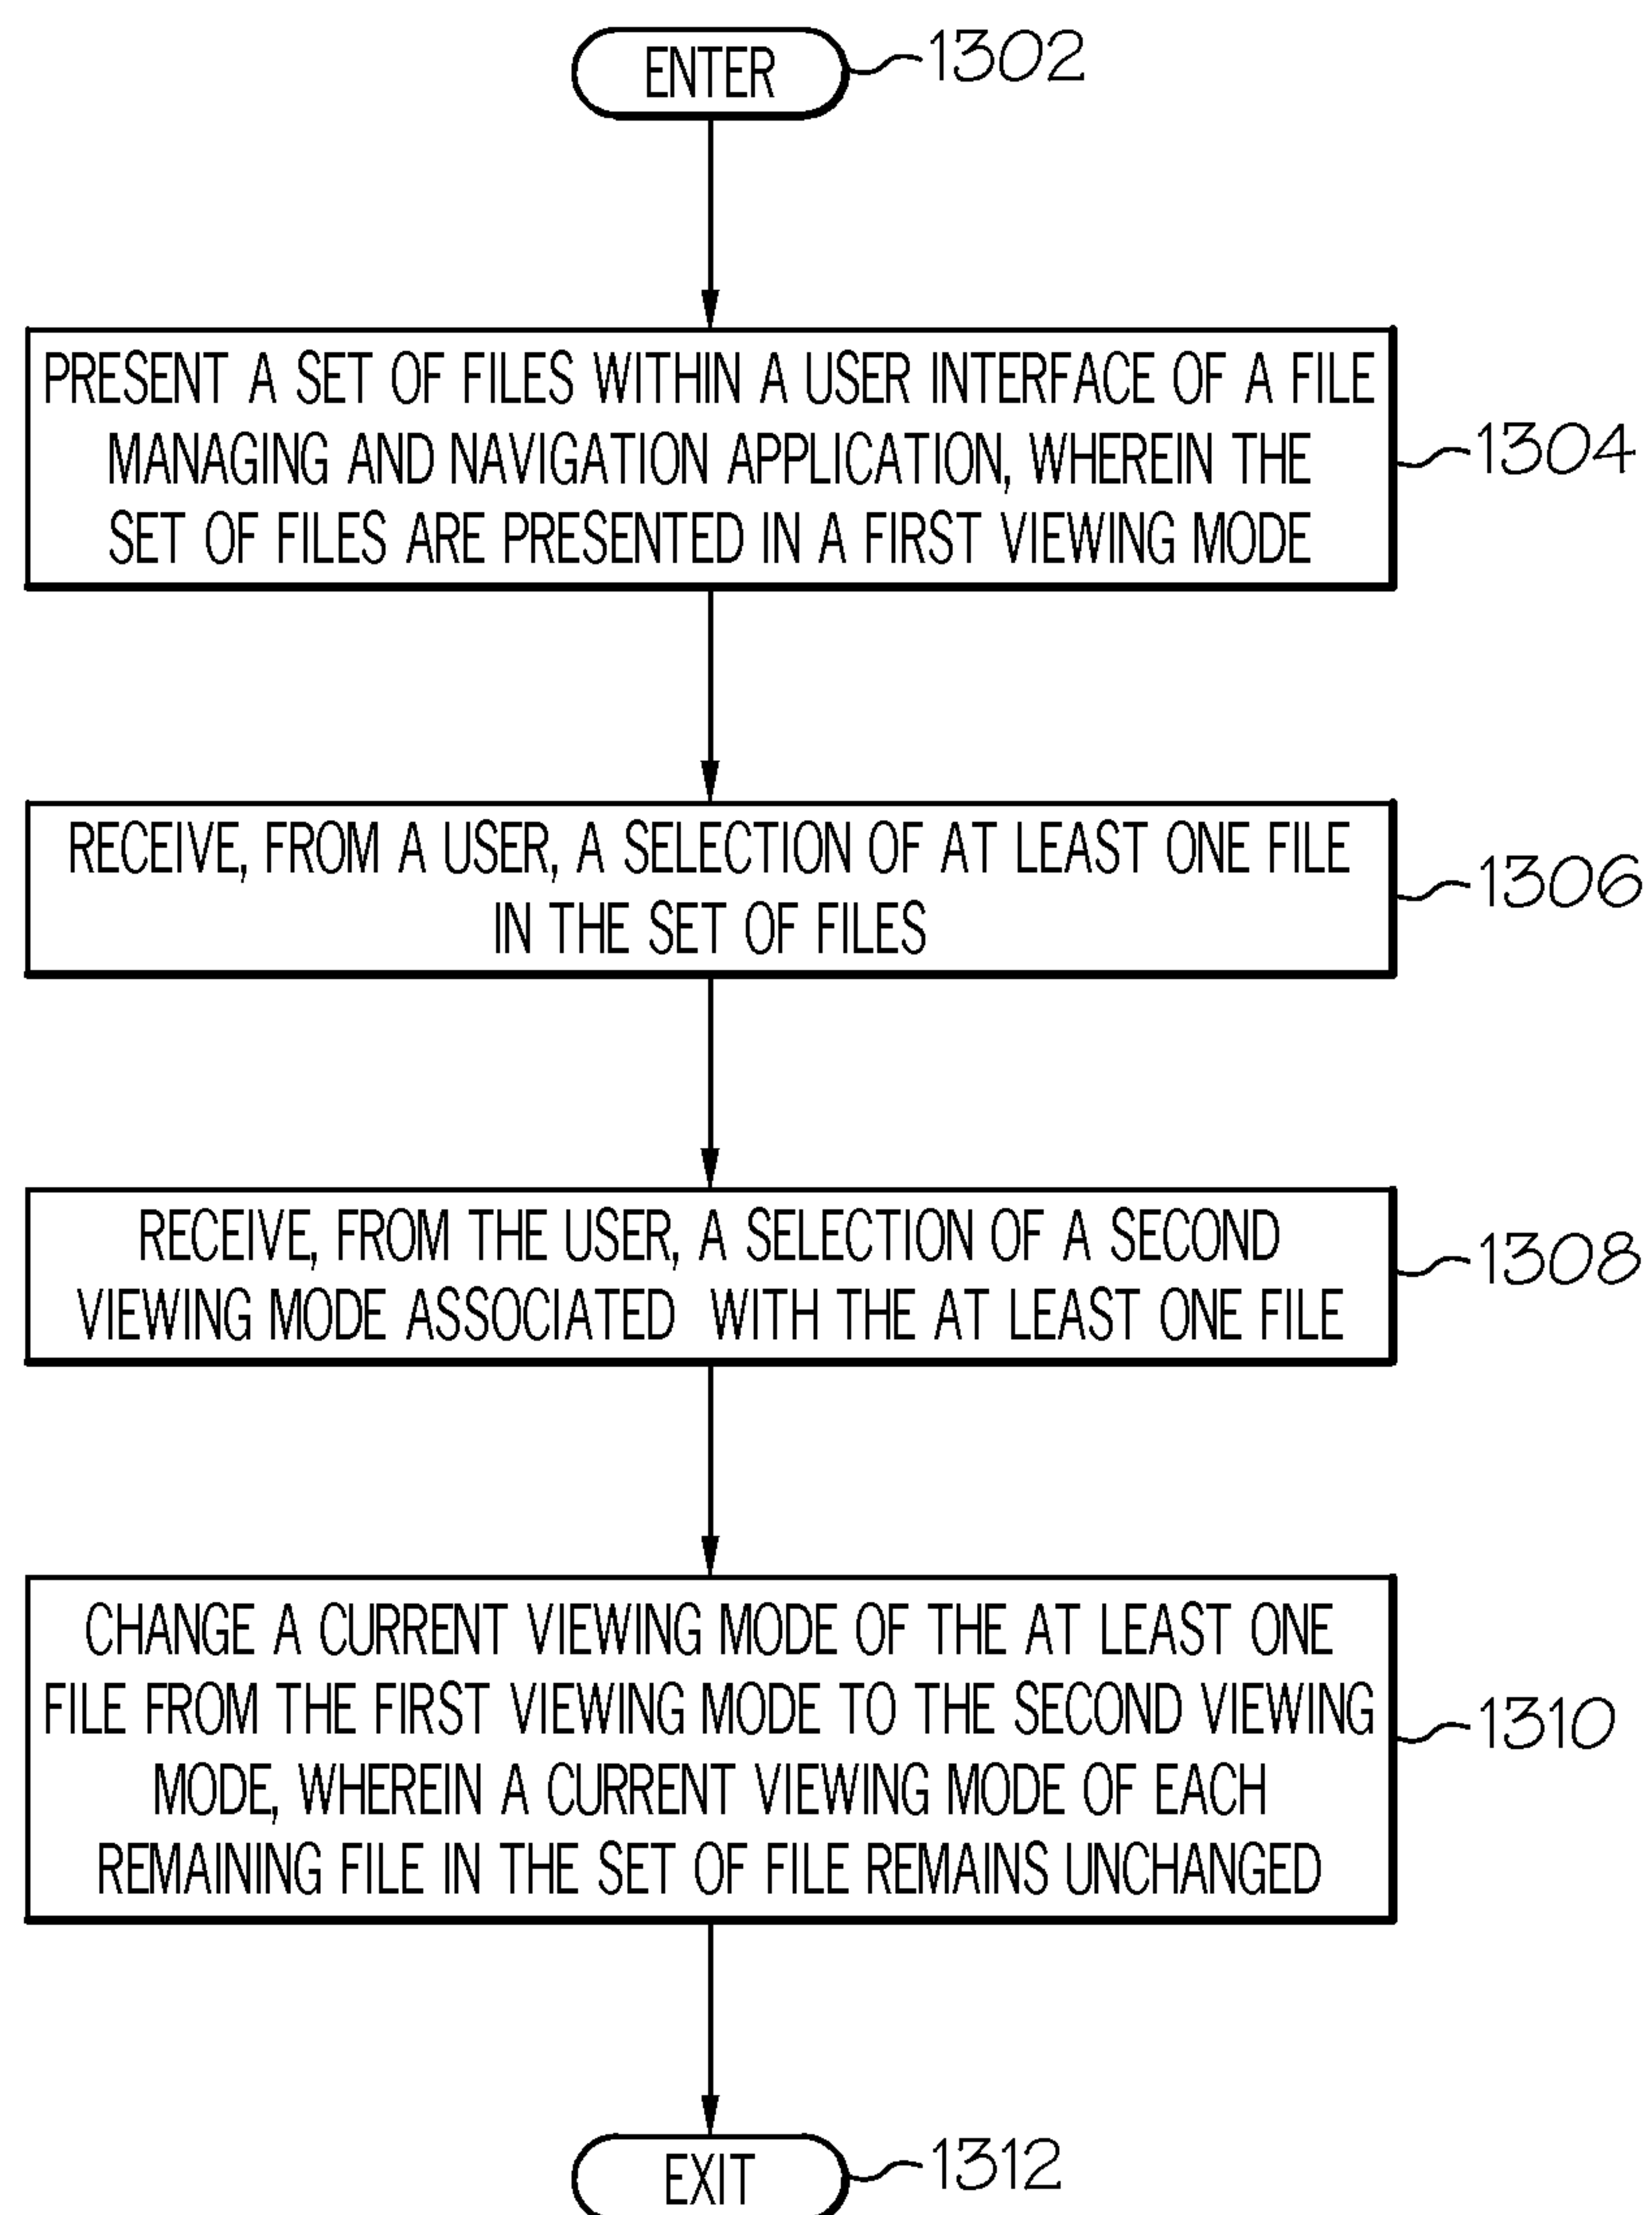 ENTER
1302
PRESENT A SET OF FILES WITHIN A USER INTERFACE OF A FILE
MANAGING AND NAVIGATION APPLICATION, WHEREIN THE
SET OF FILES ARE PRESENTED IN A FIRST VIEWING MODE
1304
RECEIVE, FROM A USER, A SELECTION OF AT LEAST ONE FILE
IN THE SET OF FILES
1306
RECEIVE, FROM THE USER, A SELECTION OF A SECOND
VIEWING MODE ASSOCIATED WITH THE AT LEAST ONE FILE
1308
CHANGE A CURRENT VIEWING MODE OF THE AT LEAST ONE
FILE FROM THE FIRST VIEWING MODE TO THE SECOND VIEWING
MODE, WHEREIN A CURRENT VIEWING MODE OF EACH
REMAINING FILE IN THE SET OF FILE REMAINS UNCHANGED
1310
EXIT
1312